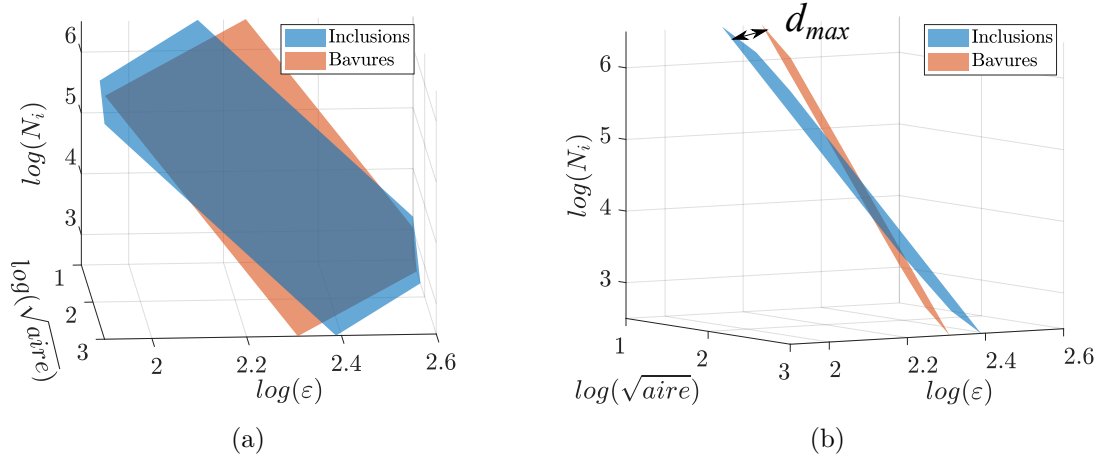 Inclusions
Bavures
6
5
4
3
log(N_i)
1
2
3
log(√aire)
2
2.2
2.4
2.6
log(ε)
(a)
d_max
Inclusions
Bavures
6
5
4
3
log(N_i)
1
2
3
log(√aire)
2
2.2
2.4
2.6
log(ε)
(b)